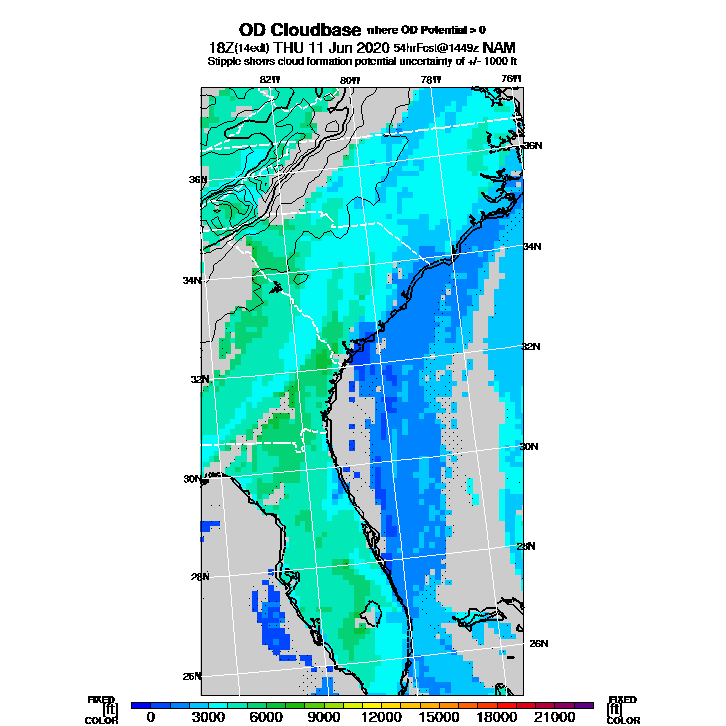 OD Cloudbase where OD Potential > 0
18Z(14edt) THU 11 Jun 2020 54hrFcst@1449z NAM
Stipple shows cloud formation potential uncertainty of +/- 1000 ft
82W 80W 78W 76W
36N
36N
34N
34N
32N
32N
30N
30N
28N
28N
26N
26N
FIXED FIXED
[ft] [ft]
COLOR 0 3000 6000 9000 12000 15000 18000 21000 COLOR